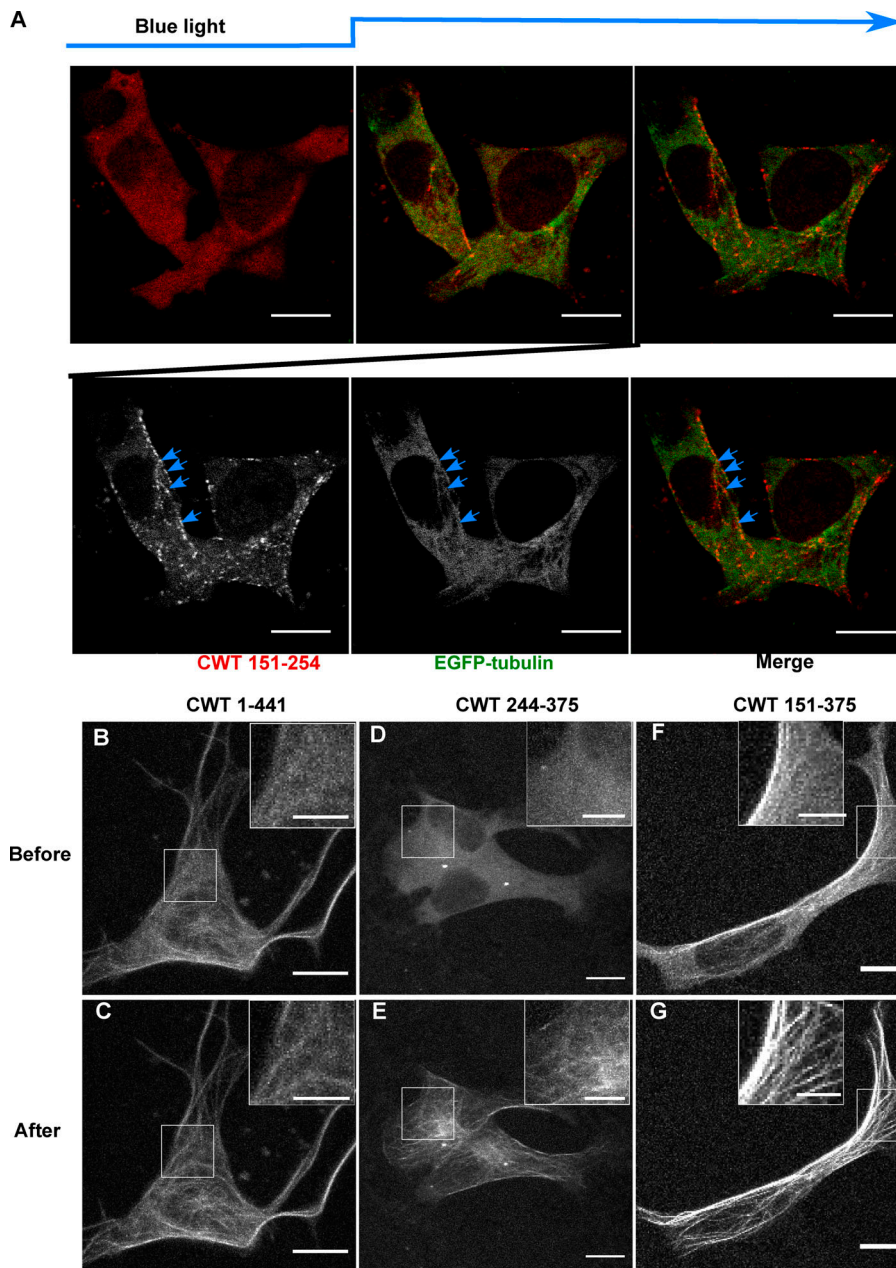 A
Blue light
CWT 151-254
EGFP-tubulin
Merge
CWT 1-441
CWT 244-375
CWT 151-375
Before
B
D
F
After
C
E
G